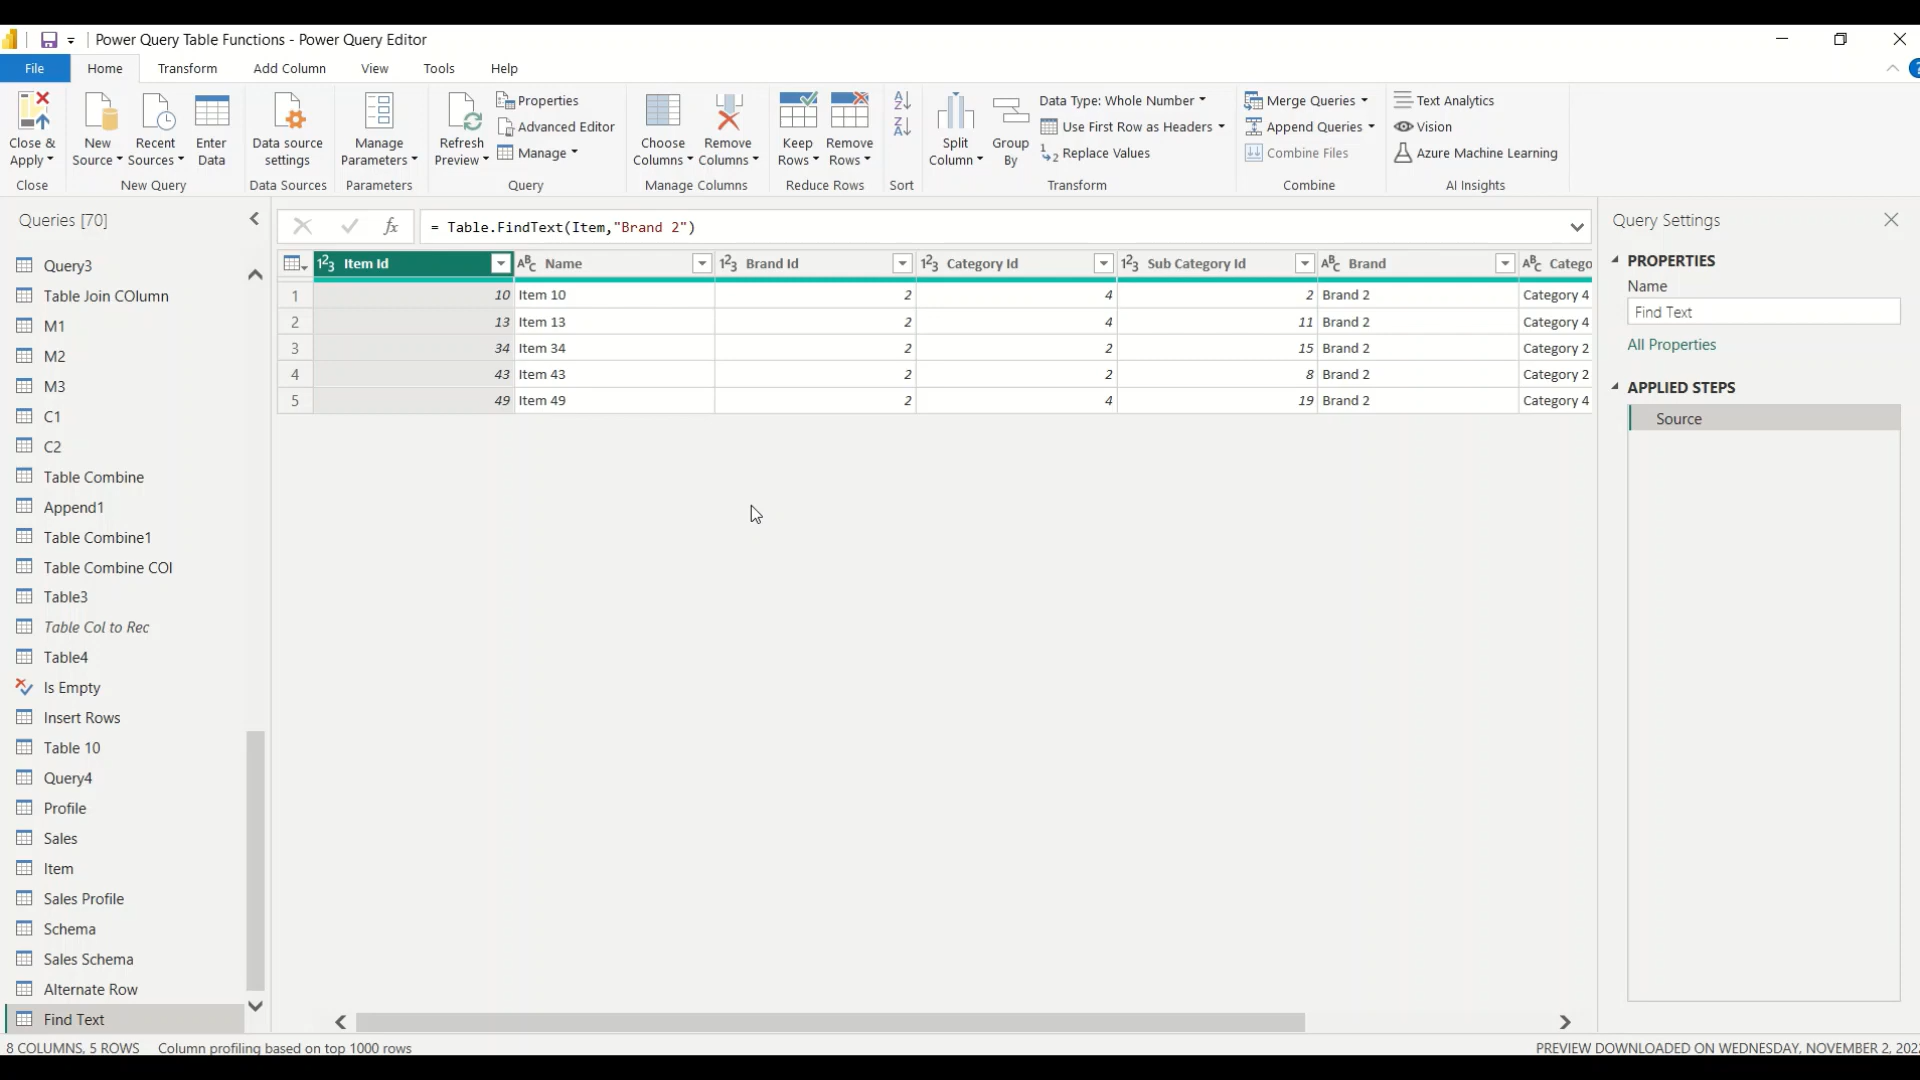 Power Query Table Functions - Power Query Editor
File Home Transform Add Column View Tools Help
Close & Apply
New Source
Recent Sources
Enter Data
Data source settings
Manage Parameters
Refresh Preview
Properties
Advanced Editor
Manage
Choose Columns
Remove Columns
Keep Rows
Remove Rows
Split Column
Group By
Data Type: Whole Number
Use First Row as Headers
Replace Values
Merge Queries
Append Queries
Combine Files
Text Analytics
Vision
Azure Machine Learning
Close New Query Data Sources Parameters Query Manage Columns Reduce Rows Sort Transform Combine AI Insights
Queries [70]
Query3
Table Join COlumn
M1
M2
M3
C1
C2
Table Combine
Append1
Table Combine1
Table Combine COl
Table3
Table Col to Rec
Table4
Is Empty
Insert Rows
Table 10
Query4
Profile
Sales
Item
Sales Profile
Schema
Sales Schema
Alternate Row
Find Text
fx = Table.FindText(Item,"Brand 2")
123 Item Id ABC Name 123 Brand Id 123 Category Id 123 Sub Category Id ABC Brand ABC Catego
1 10 Item 10 2 4 2 Brand 2 Category 4
2 13 Item 13 2 4 11 Brand 2 Category 4
3 34 Item 34 2 2 15 Brand 2 Category 2
4 43 Item 43 2 2 8 Brand 2 Category 2
5 49 Item 49 2 4 19 Brand 2 Category 4
Query Settings
PROPERTIES
Name
Find Text
All Properties
APPLIED STEPS
Source
8 COLUMNS, 5 ROWS Column profiling based on top 1000 rows
PREVIEW DOWNLOADED ON WEDNESDAY, NOVEMBER 2, 202